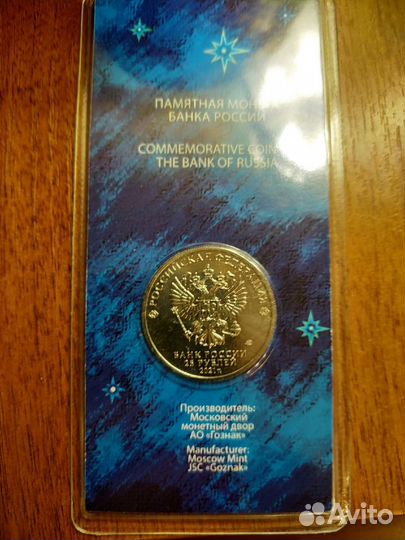 ПАМЯТНАЯ МОНЕТА
БАНКА РОССИИ
COMMEMORATIVE COIN
THE BANK OF RUSSIA
РОССИЙСКАЯ ФЕДЕРАЦИЯ
БАНК РОССИИ
25 РУБЛЕЙ
2021 г.
Производитель:
Московский
монетный двор
АО «Гознак»
Manufacturer:
Moscow Mint
JSC «Goznak»
Avito